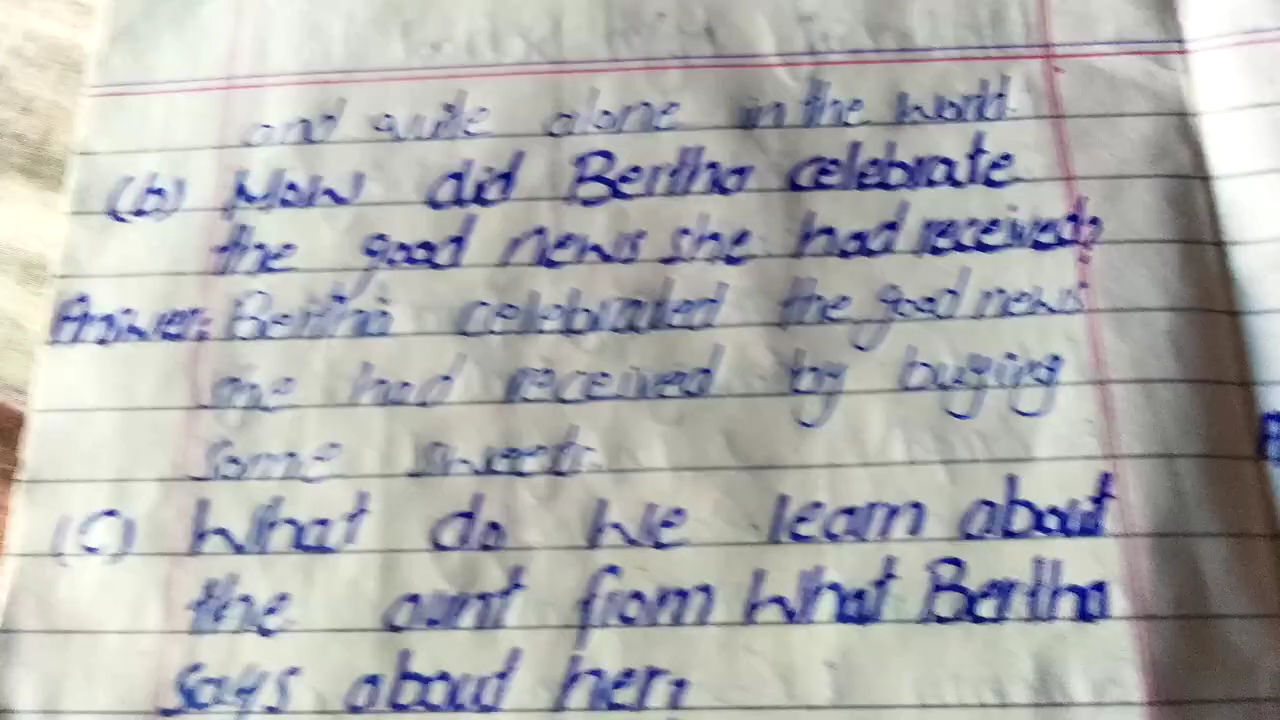 and quite alone in the world.
(b) How did Bertha celebrate
the good news she had received?
Answer: Bertha celebrated the good news
she had received by buying
some sweets.
(C) What do we learn about
the aunt from what Bertha
says about her?